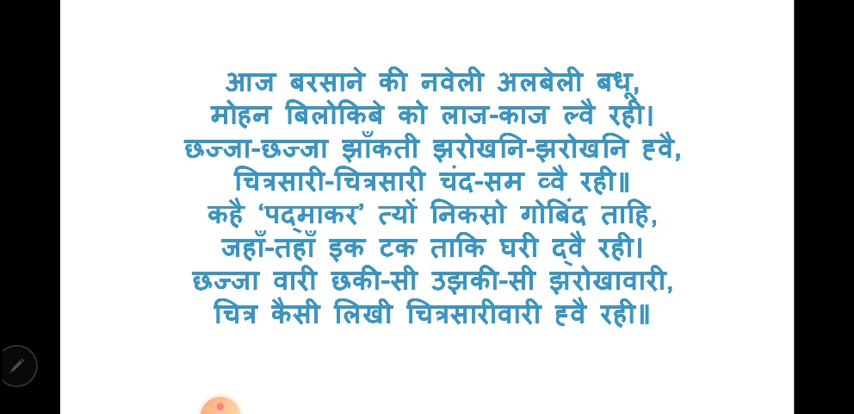 आज बरसाने की नवेली अलबेली बधू,
मोहन बिलोकिबे को लाज-काज ल्वै रही।
छज्जा-छज्जा झाँकती झरोखनि-झरोखनि ह्वै,
चित्रसारी-चित्रसारी चंद-सम व्वै रही॥
कहै ‘पद्माकर’ त्यों निकसो गोबिंद ताहि,
जहाँ-तहाँ इक टक ताकि घरी द्वै रही।
छज्जा वारी छकी-सी उझकी-सी झरोखावारी,
चित्र कैसी लिखी चित्रसारीवारी ह्वै रही॥